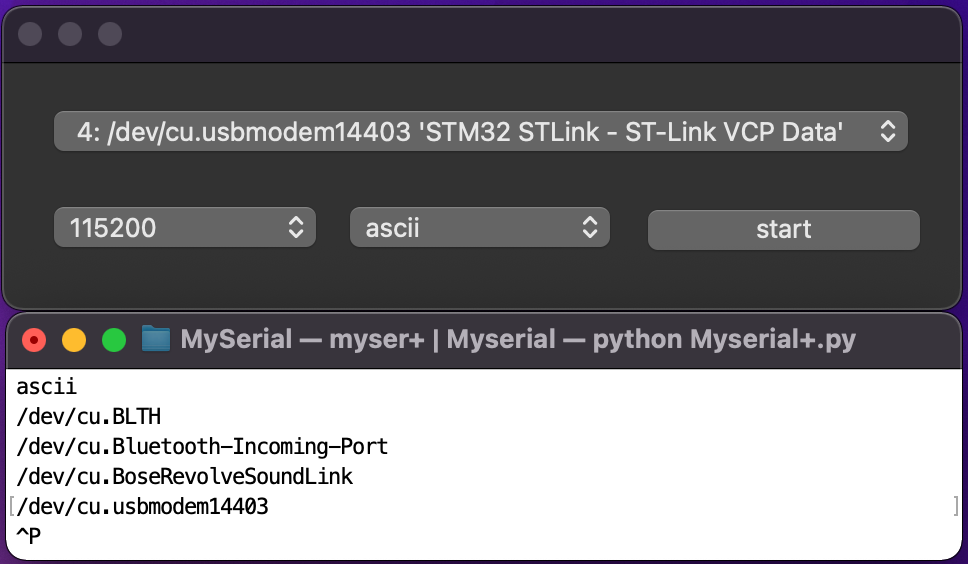 4: /dev/cu.usbmodem14403 'STM32 STLink - ST-Link VCP Data'
115200 ascii start
MySerial — myser+ | Myserial — python Myserial+.py
ascii
/dev/cu.BLTH
/dev/cu.Bluetooth-Incoming-Port
/dev/cu.BoseRevolveSoundLink
[/dev/cu.usbmodem14403 ]
^P